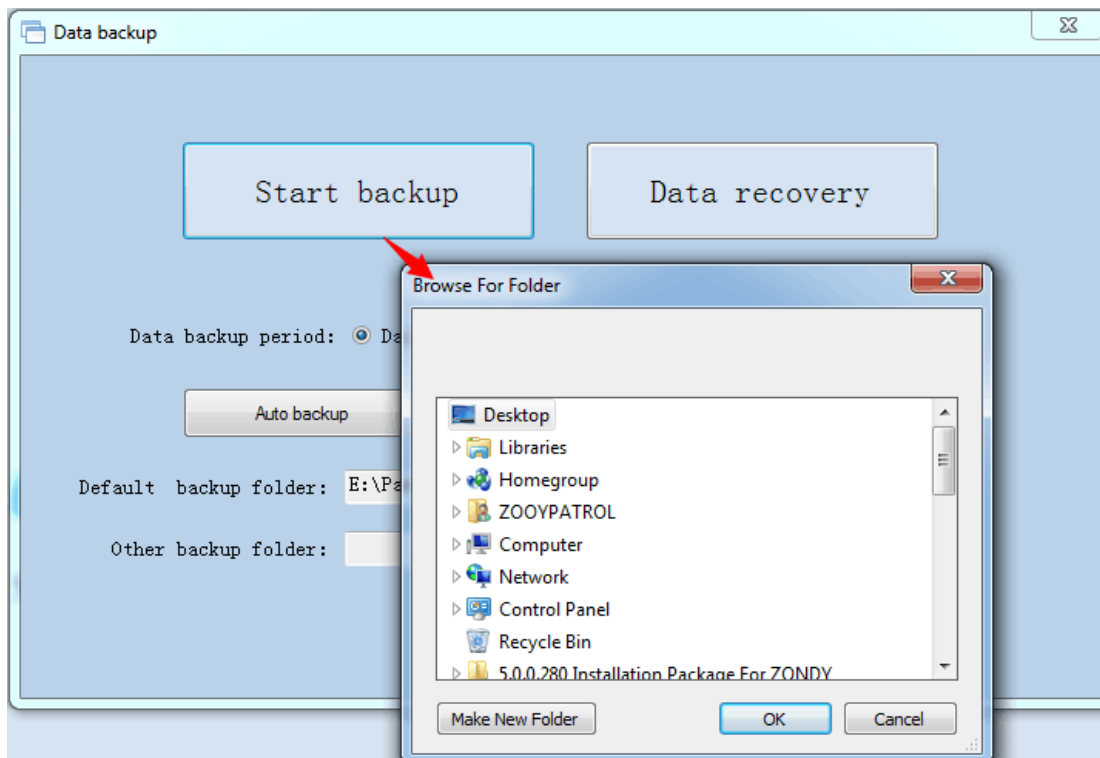 Data backup
Start backup
Data recovery
Browse For Folder
Data backup period:
Auto backup
Default backup folder: E:\Pa
Other backup folder:
Desktop
Libraries
Homegroup
ZOOYPATROL
Computer
Network
Control Panel
Recycle Bin
5.0.0.280 Installation Package For ZONDY
Make New Folder
OK
Cancel